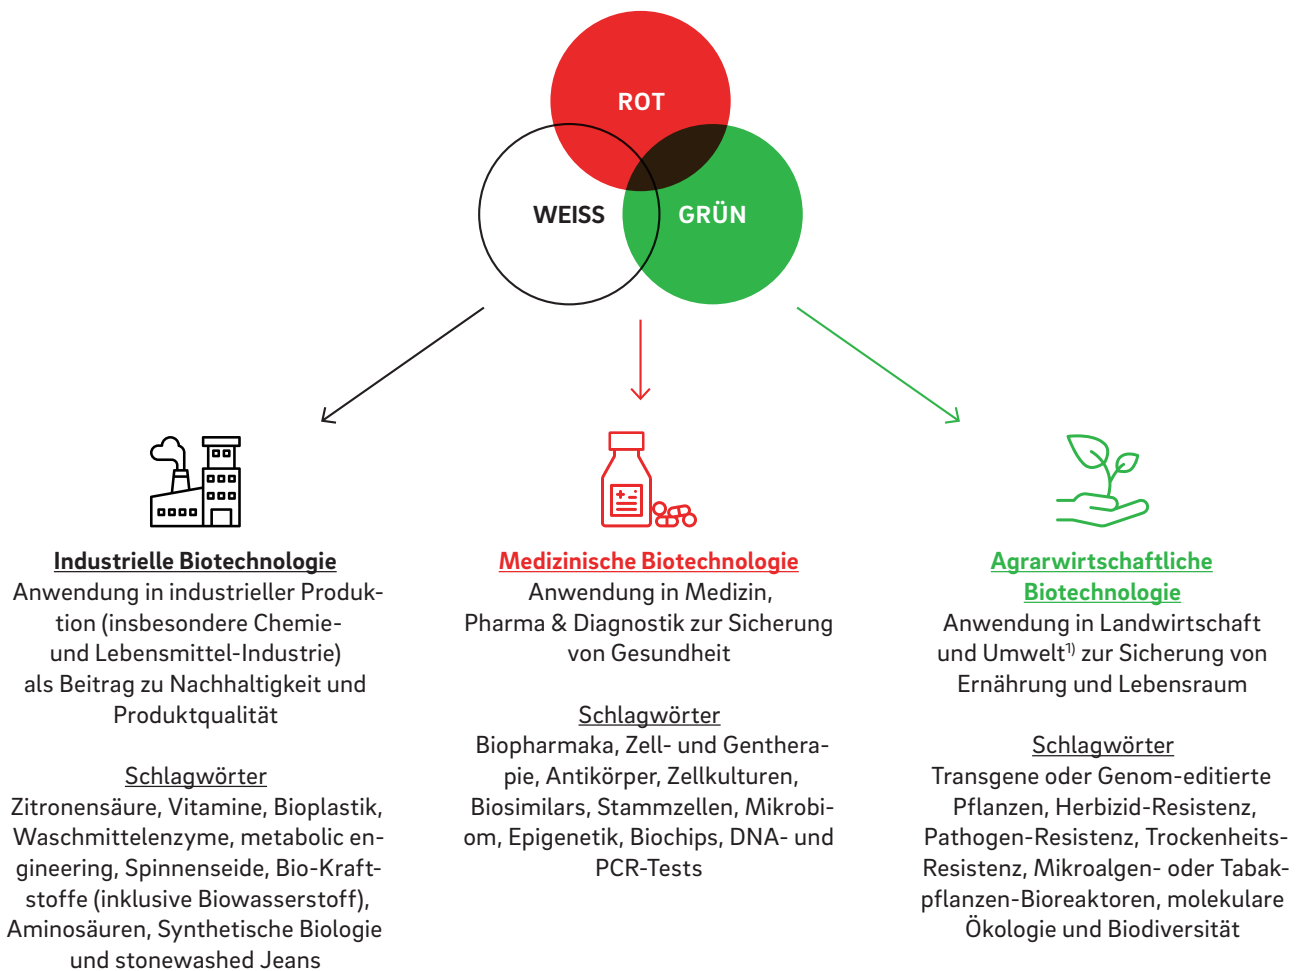 ROT
WEISS
GRÜN
Industrielle Biotechnologie
Anwendung in industrieller Produk-
tion (insbesondere Chemie-
und Lebensmittel-Industrie)
als Beitrag zu Nachhaltigkeit und
Produktqualität
Schlagwörter
Zitronensäure, Vitamine, Bioplastik,
Waschmittelenzyme, metabolic en-
gineering, Spinnenseide, Bio-Kraft-
stoffe (inklusive Biowasserstoff),
Aminosäuren, Synthetische Biologie
und stonewashed Jeans
Medizinische Biotechnologie
Anwendung in Medizin,
Pharma & Diagnostik zur Sicherung
von Gesundheit
Schlagwörter
Biopharmaka, Zell- und Genthera-
pie, Antikörper, Zellkulturen,
Biosimilars, Stammzellen, Mikrobi-
om, Epigenetik, Biochips, DNA- und
PCR-Tests
Agrarwirtschaftliche
Biotechnologie
Anwendung in Landwirtschaft
und Umwelt¹⁾ zur Sicherung von
Ernährung und Lebensraum
Schlagwörter
Transgene oder Genom-editierte
Pflanzen, Herbizid-Resistenz,
Pathogen-Resistenz, Trockenheits-
Resistenz, Mikroalgen- oder Tabak-
pflanzen-Bioreaktoren, molekulare
Ökologie und Biodiversität